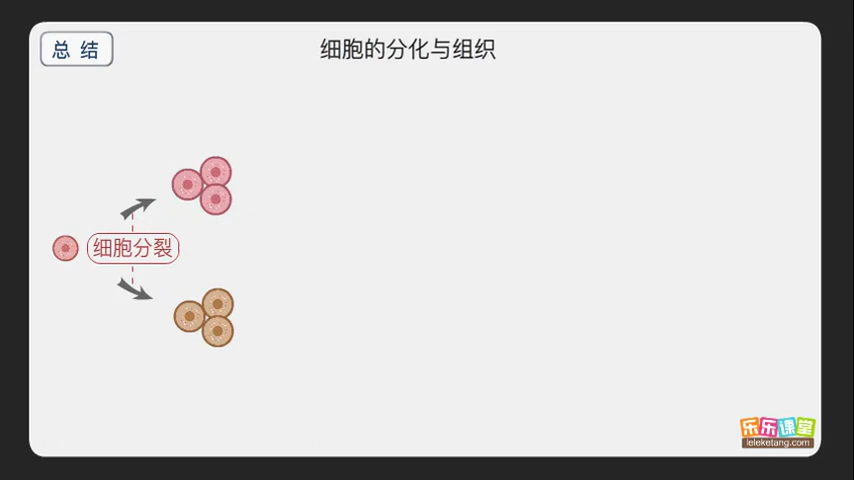 总 结
细胞的分化与组织
细胞分裂
乐乐课堂
leleketang.com